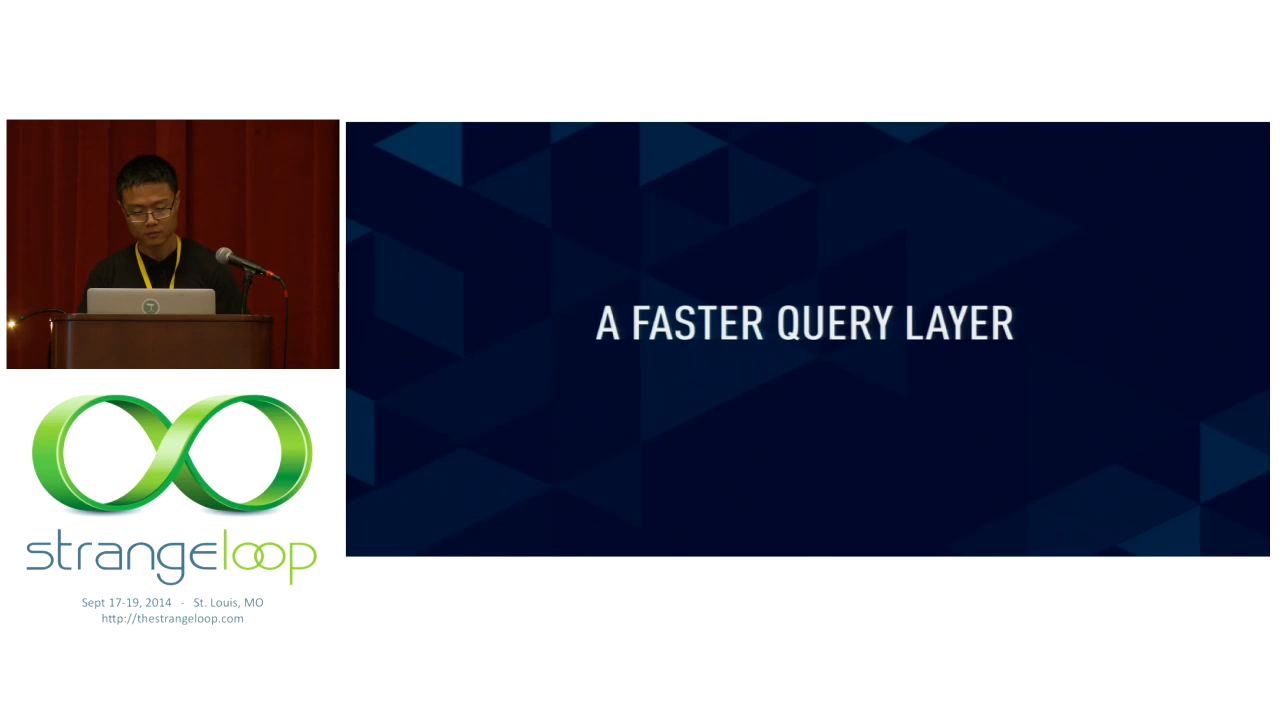 A FASTER QUERY LAYER
strangeloop
Sept 17-19, 2014 - St. Louis, MO
http://thestrangeloop.com